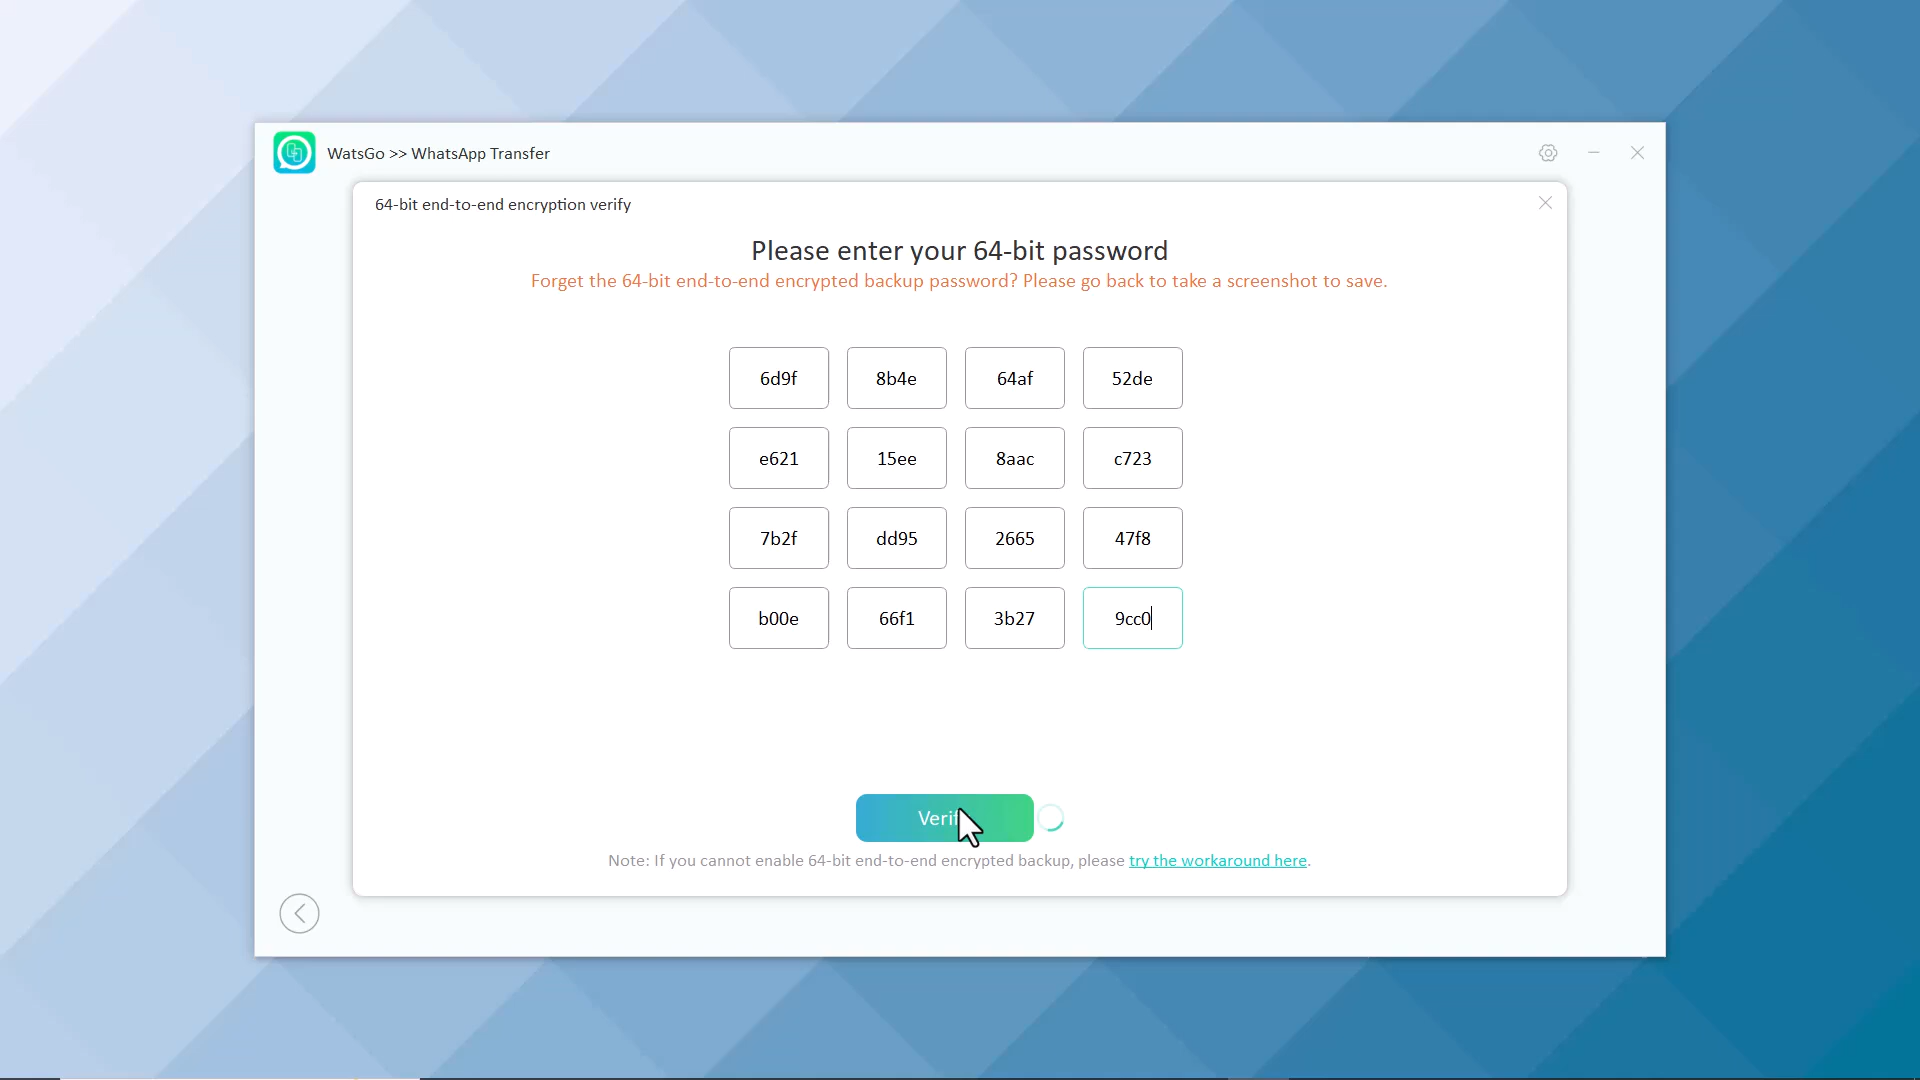 WatsGo >> WhatsApp Transfer
64-bit end-to-end encryption verify
Please enter your 64-bit password
Forget the 64-bit end-to-end encrypted backup password? Please go back to take a screenshot to save.
6d9f 8b4e 64af 52de
e621 15ee 8aac c723
7b2f dd95 2665 47f8
b00e 66f1 3b27 9cc0
Verify
Note: If you cannot enable 64-bit end-to-end encrypted backup, please try the workaround here.